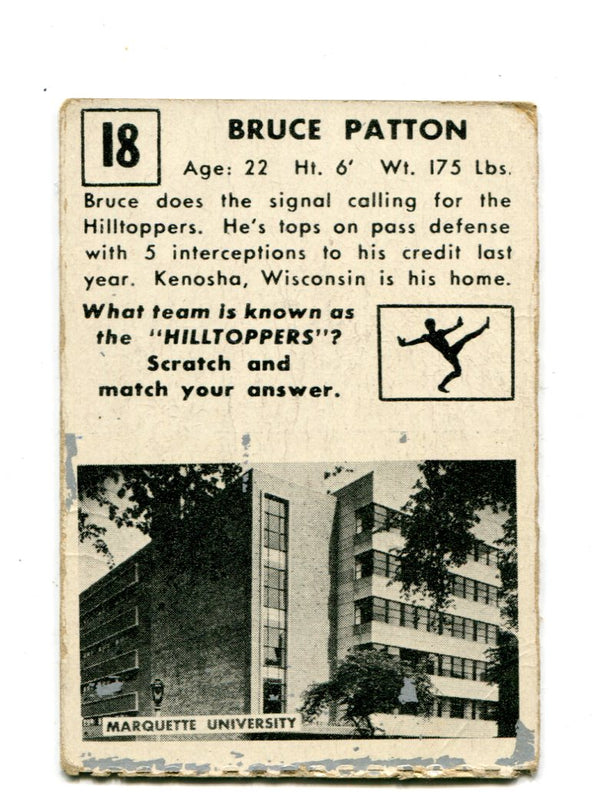 18
BRUCE PATTON
Age: 22 Ht. 6' Wt. 175 Lbs.
Bruce does the signal calling for the
Hilltoppers. He's tops on pass defense
with 5 interceptions to his credit last
year. Kenosha, Wisconsin is his home.
What team is known as
the "HILLTOPPERS"?
Scratch and
match your answer.
MARQUETTE UNIVERSITY